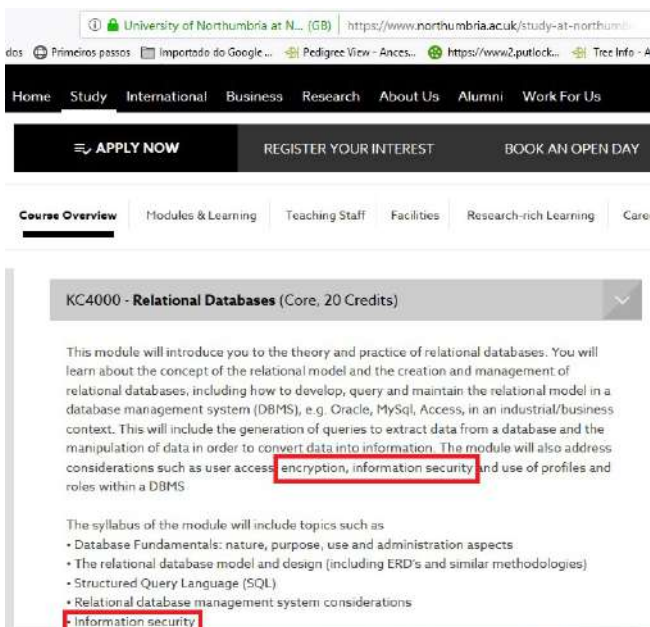 University of Northumbria at N... (GB) https://www.northumbria.ac.uk/study-at-northum
dos Primeiros passos Importado do Google ... Pedigree View - Ances... https://www2.putlock... Tree Info - A
Home Study International Business Research About Us Alumni Work For Us
APPLY NOW REGISTER YOUR INTEREST BOOK AN OPEN DAY
Course Overview Modules & Learning Teaching Staff Facilities Research-rich Learning Care
KC4000 - Relational Databases (Core, 20 Credits)
This module will introduce you to the theory and practice of relational databases. You will
learn about the concept of the relational model and the creation and management of
relational databases, including how to develop, query and maintain the relational model in a
database management system (DBMS), e.g. Oracle, MySql, Access, in an industrial/business
context. This will include the generation of queries to extract data from a database and the
manipulation of data in order to convert data into information. The module will also address
considerations such as user access encryption, information security and use of profiles and
roles within a DBMS
The syllabus of the module will include topics such as
• Database Fundamentals: nature, purpose, use and administration aspects
• The relational database model and design (including ERD's and similar methodologies)
• Structured Query Language (SQL)
• Relational database management system considerations
• Information security